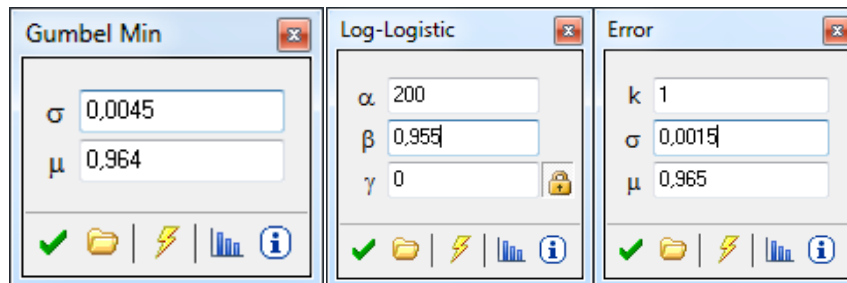 Gumbel Min
σ 0,0045
μ 0,964
Log-Logistic
α 200
β 0,955
γ 0
Error
k 1
σ 0,0015
μ 0,965